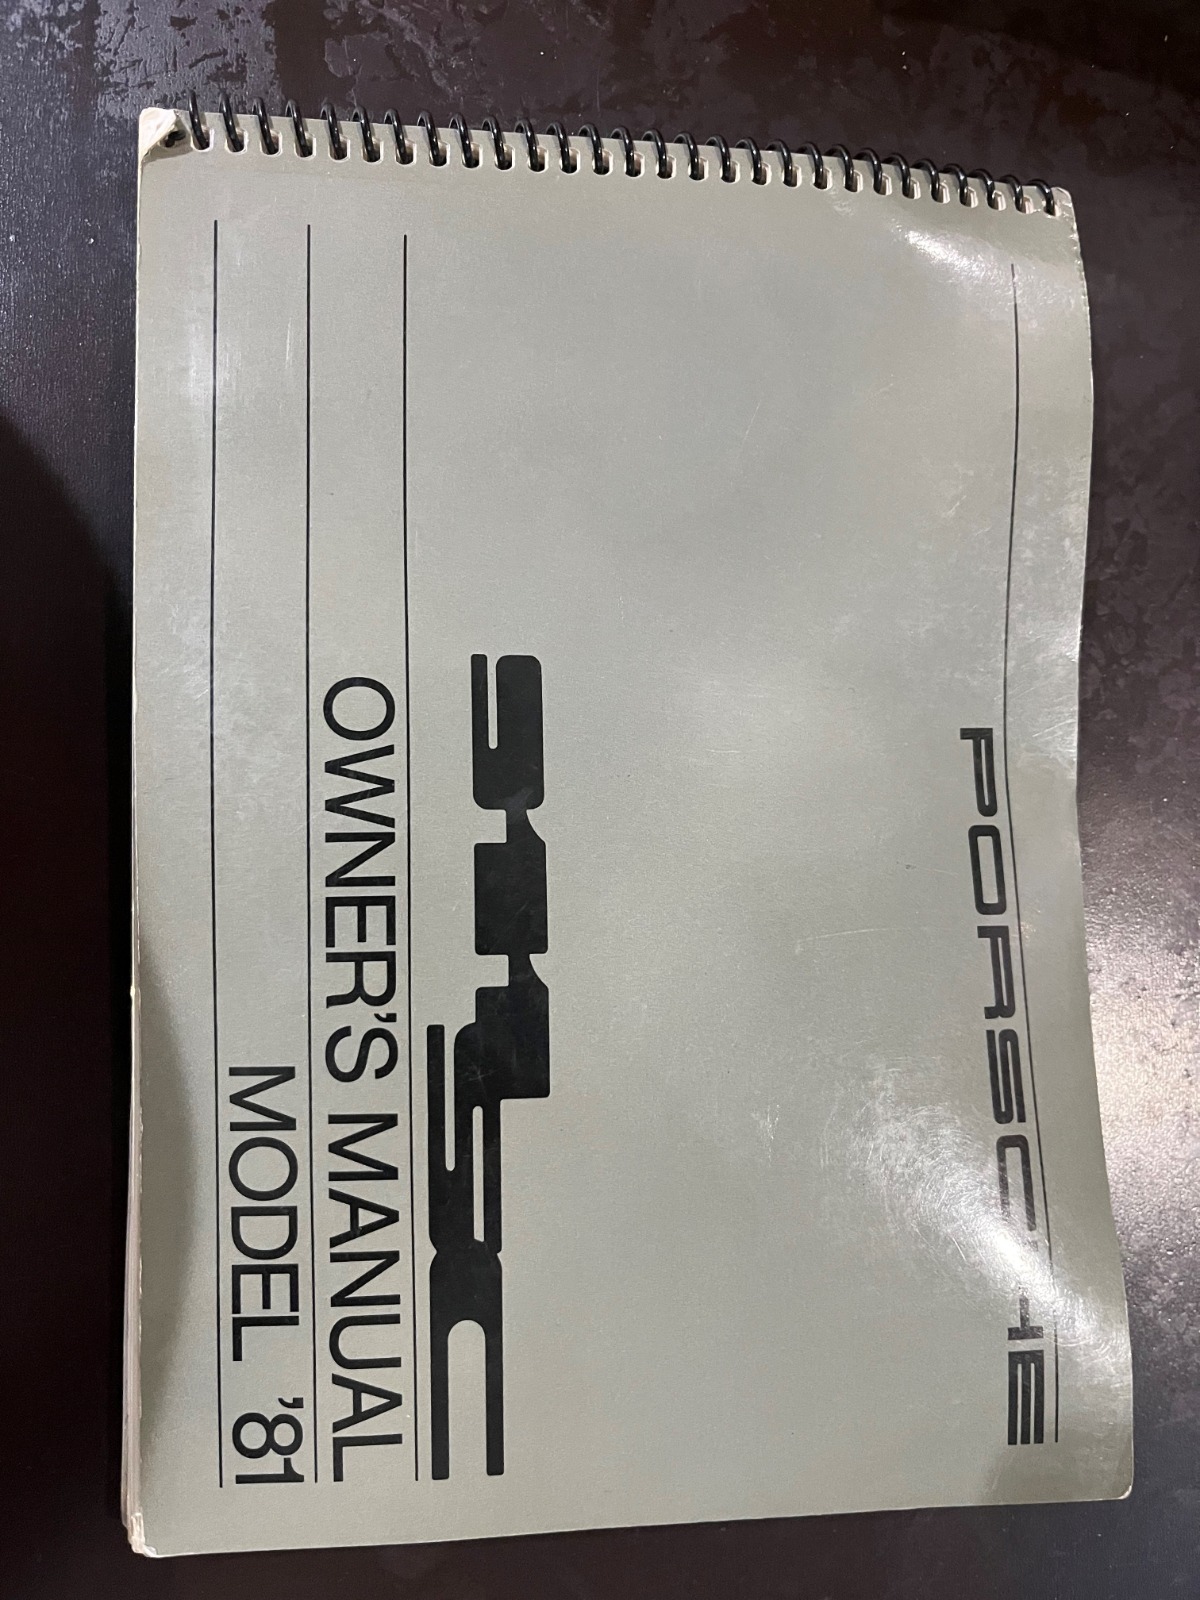 PORSCHE
911SC
OWNER'S MANUAL
MODEL '81